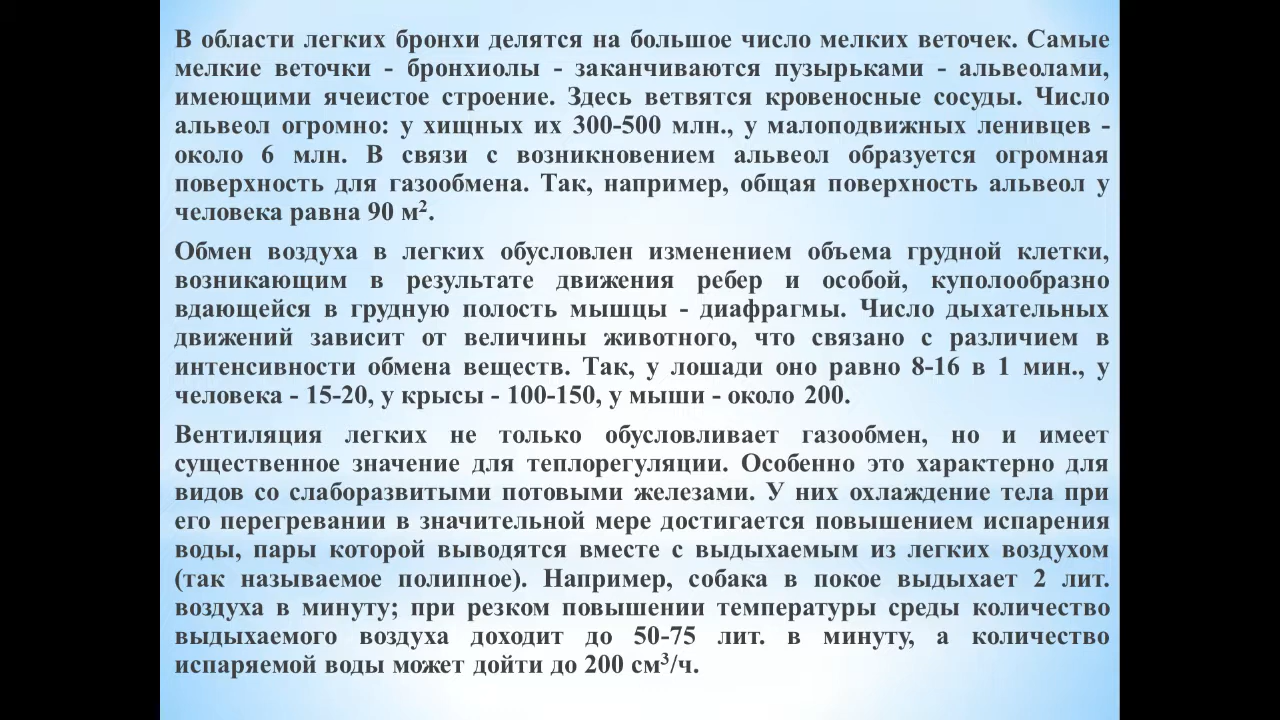 В области легких бронхи делятся на большое число мелких веточек. Самые
мелкие веточки - бронхиолы - заканчиваются пузырьками - альвеолами,
имеющими ячеистое строение. Здесь ветвятся кровеносные сосуды. Число
альвеол огромно: у хищных их 300-500 млн., у малоподвижных ленивцев -
около 6 млн. В связи с возникновением альвеол образуется огромная
поверхность для газообмена. Так, например, общая поверхность альвеол у
человека равна 90 м².
Обмен воздуха в легких обусловлен изменением объема грудной клетки,
возникающим в результате движения ребер и особой, куполообразно
вдающейся в грудную полость мышцы - диафрагмы. Число дыхательных
движений зависит от величины животного, что связано с различием в
интенсивности обмена веществ. Так, у лошади оно равно 8-16 в 1 мин., у
человека - 15-20, у крысы - 100-150, у мыши - около 200.
Вентиляция легких не только обусловливает газообмен, но и имеет
существенное значение для теплорегуляции. Особенно это характерно для
видов со слаборазвитыми потовыми железами. У них охлаждение тела при
его перегревании в значительной мере достигается повышением испарения
воды, пары которой выводятся вместе с выдыхаемым из легких воздухом
(так называемое полипное). Например, собака в покое выдыхает 2 лит.
воздуха в минуту; при резком повышении температуры среды количество
выдыхаемого воздуха доходит до 50-75 лит. в минуту, а количество
испаряемой воды может дойти до 200 см³/ч.